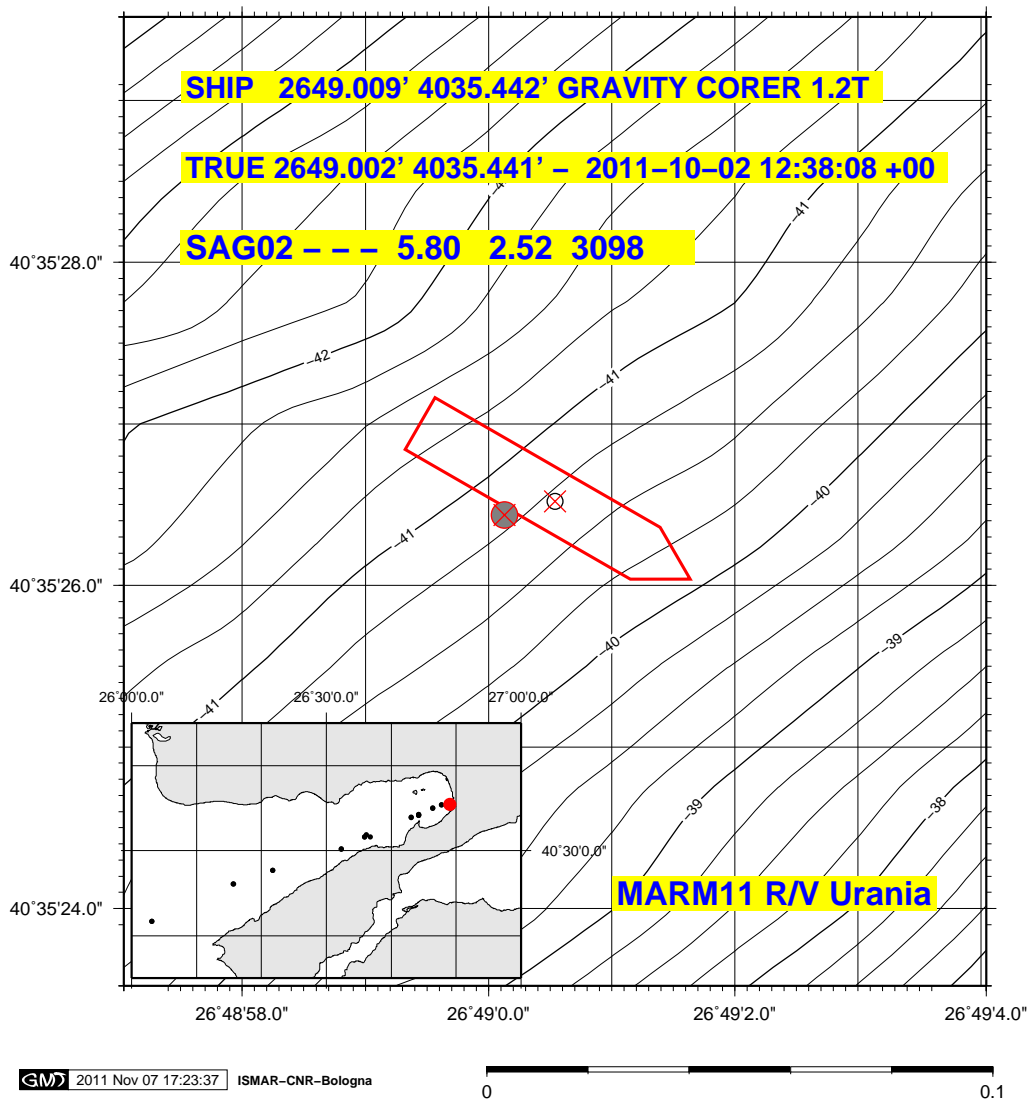 SHIP 2649.009' 4035.442' GRAVITY CORER 1.2T
TRUE 2649.002' 4035.441' – 2011–10–02 12:38:08 +00
–41
SAG02 – – – 5.80 2.52 3098
40°35'28.0"
–42
–41
–40
–41
40°35'26.0"
–40
–39
–41
26°00'0.0" 26°30'0.0" 27°00'0.0"
–39
–38
40°30'0.0"
MARM11 R/V Urania
40°35'24.0"
26°48'58.0" 26°49'0.0" 26°49'2.0" 26°49'4.0"
GMT 2011 Nov 07 17:23:37 ISMAR–CNR–Bologna
0 0.1